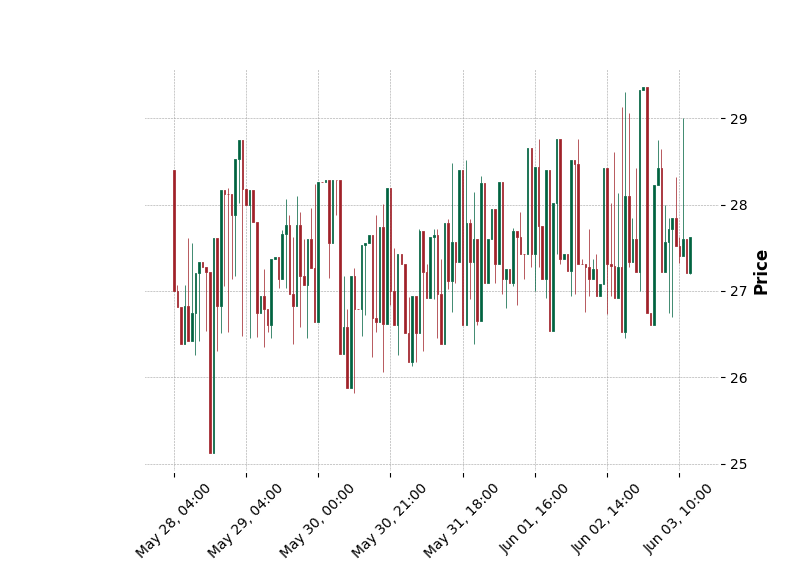 29
28
27
26
25
Price
May 28, 04:00
May 29, 04:00
May 30, 00:00
May 30, 21:00
May 31, 18:00
Jun 01, 16:00
Jun 02, 14:00
Jun 03, 10:00